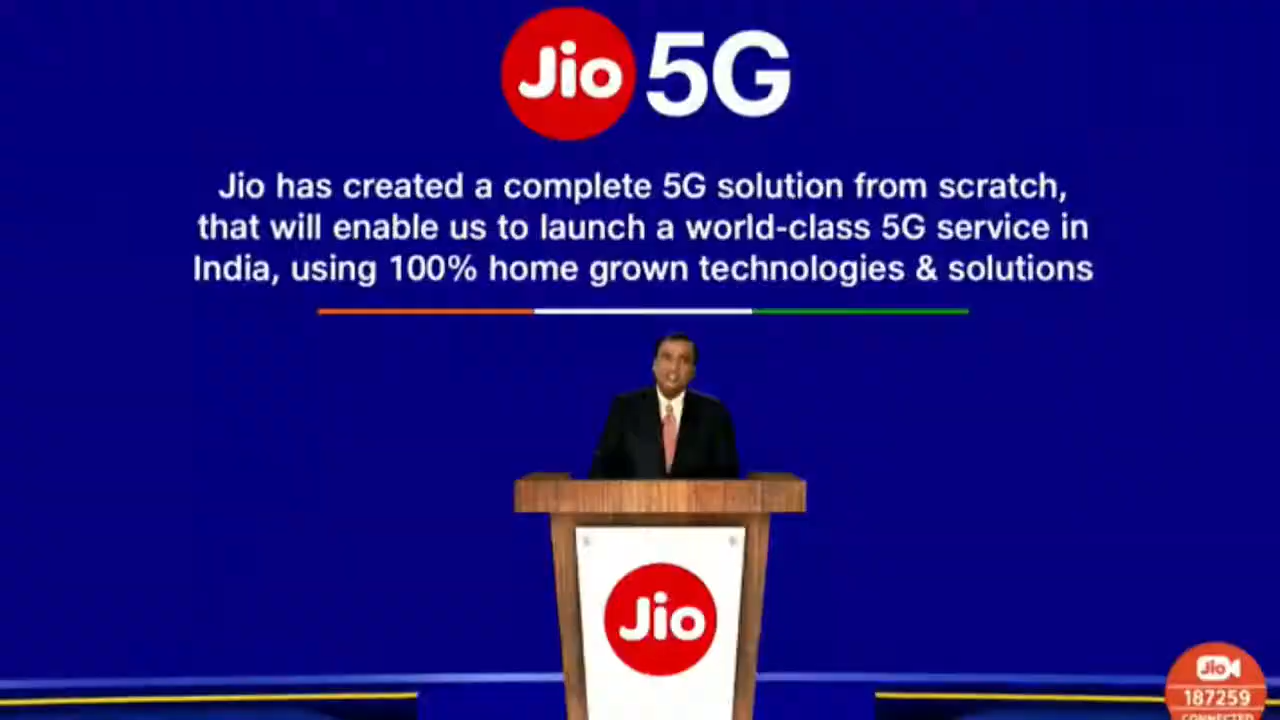 Jio 5G
Jio has created a complete 5G solution from scratch,
that will enable us to launch a world-class 5G service in
India, using 100% home grown technologies & solutions
Jio
Jio
187259
CONNECTED